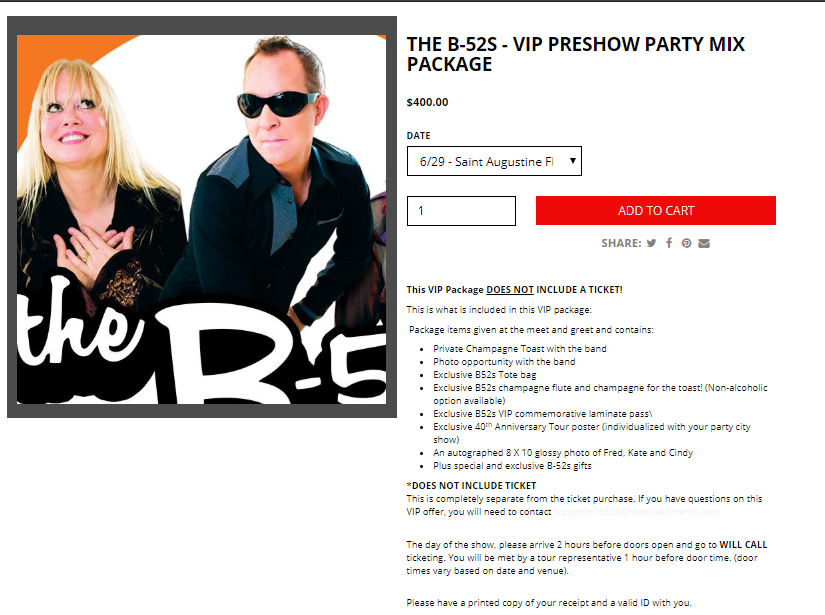 THE B-52S - VIP PRESHOW PARTY MIX
PACKAGE
$400.00
DATE
6/29 - Saint Augustine Fl
1
ADD TO CART
SHARE:
the
B-5
This VIP Package DOES NOT INCLUDE A TICKET!
This is what is included in this VIP package:
Package items given at the meet and greet and contains:
Private Champagne Toast with the band
Photo opportunity with the band
Exclusive B52s Tote bag
Exclusive B52s champagne flute and champagne for the toast! (Non-alcoholic
option available)
Exclusive B52s VIP commemorative laminate pass\
Exclusive 40th Anniversary Tour poster (individualized with your party city
show)
An autographed 8 X 10 glossy photo of Fred, Kate and Cindy
Plus special and exclusive B-52s gifts
*DOES NOT INCLUDE TICKET
This is completely separate from the ticket purchase. If you have questions on this
VIP offer, you will need to contact
The day of the show, please arrive 2 hours before doors open and go to WILL CALL
ticketing. You will be met by a tour representative 1 hour before door time. (door
times vary based on date and venue).
Please have a printed copy of your receipt and a valid ID with you.